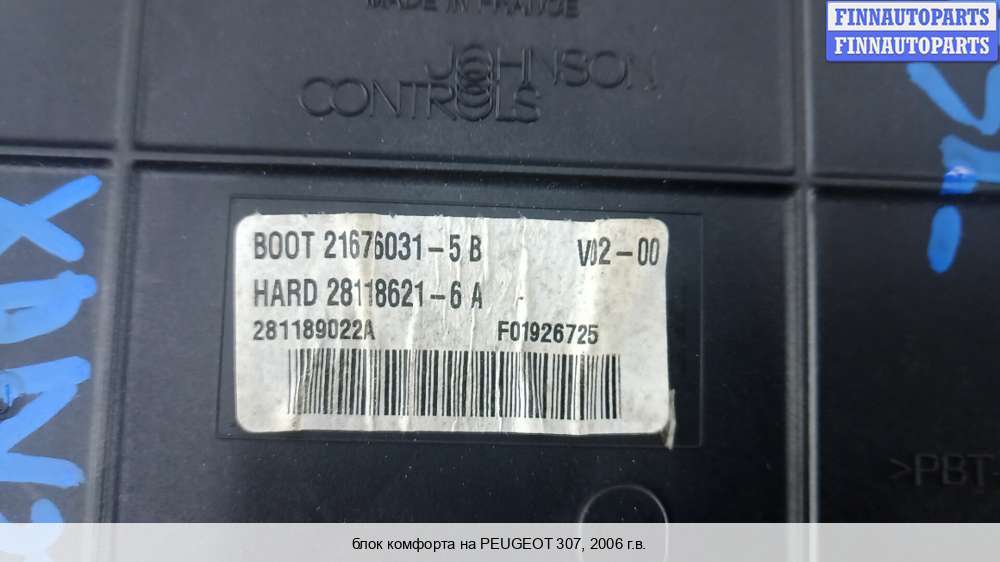 MADE IN FRANCE
FINNAUTOPARTS
FINNAUTOPARTS
JOHNSON
CONTROLS
BOOT 21676031-5 B V02-00
HARD 28118621-6 A
281189022A F01926725
>PBT
блок комфорта на PEUGEOT 307, 2006 г.в.